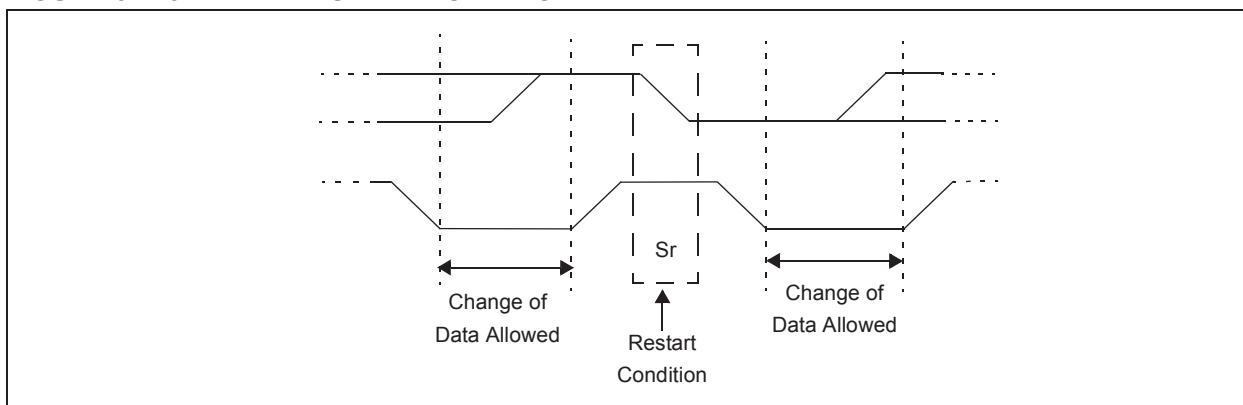 Sr
Change of
Data Allowed
Restart
Condition
Change of
Data Allowed